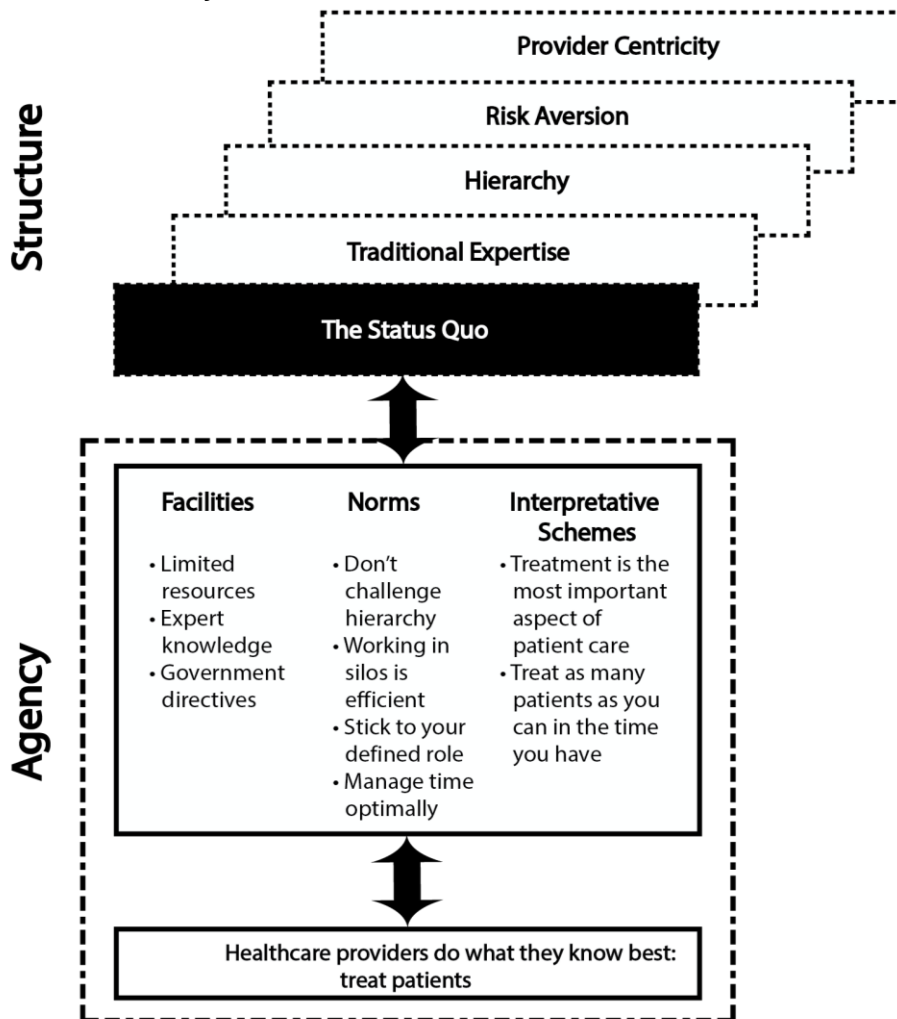 Structure
Provider Centricity
Risk Aversion
Hierarchy
Traditional Expertise
The Status Quo
Agency
Facilities
• Limited
resources
• Expert
knowledge
• Government
directives
Norms
• Don't
challenge
hierarchy
• Working in
silos is
efficient
• Stick to your
defined role
• Manage time
optimally
Interpretative
Schemes
• Treatment is the
most important
aspect of
patient care
• Treat as many
patients as you
can in the time
you have
Healthcare providers do what they know best:
treat patients